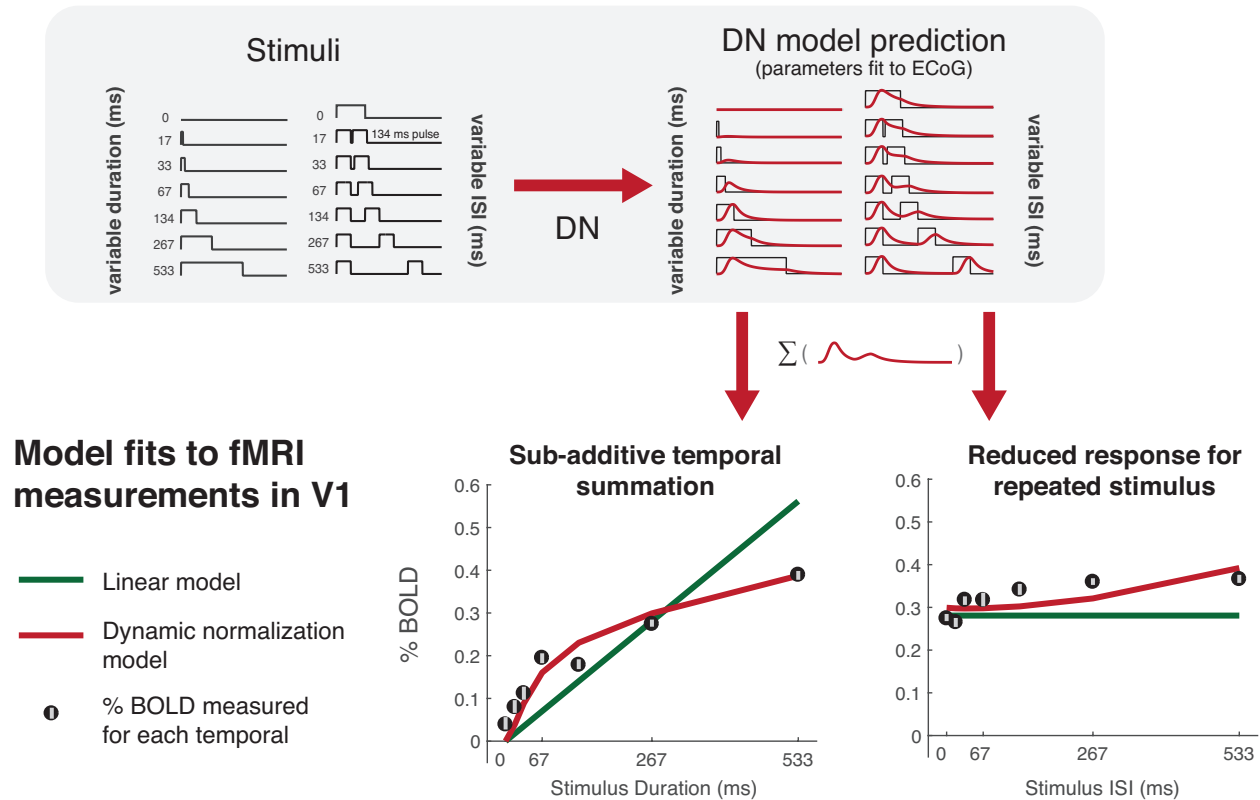 Stimuli
variable duration (ms)
0
17
33
67
134
267
533
0
17
33
67
134
267
533
134 ms pulse
variable ISI (ms)
DN
DN model prediction
(parameters fit to ECoG)
variable duration (ms)
variable ISI (ms)
∑ ( )
Model fits to fMRI
measurements in V1
Linear model
Dynamic normalization
model
% BOLD measured
for each temporal
Sub-additive temporal
summation
% BOLD
0.6
0.5
0.4
0.3
0.2
0.1
0
0 67 267 533
Stimulus Duration (ms)
Reduced response for
repeated stimulus
0.6
0.5
0.4
0.3
0.2
0.1
0
0 67 267 533
Stimulus ISI (ms)